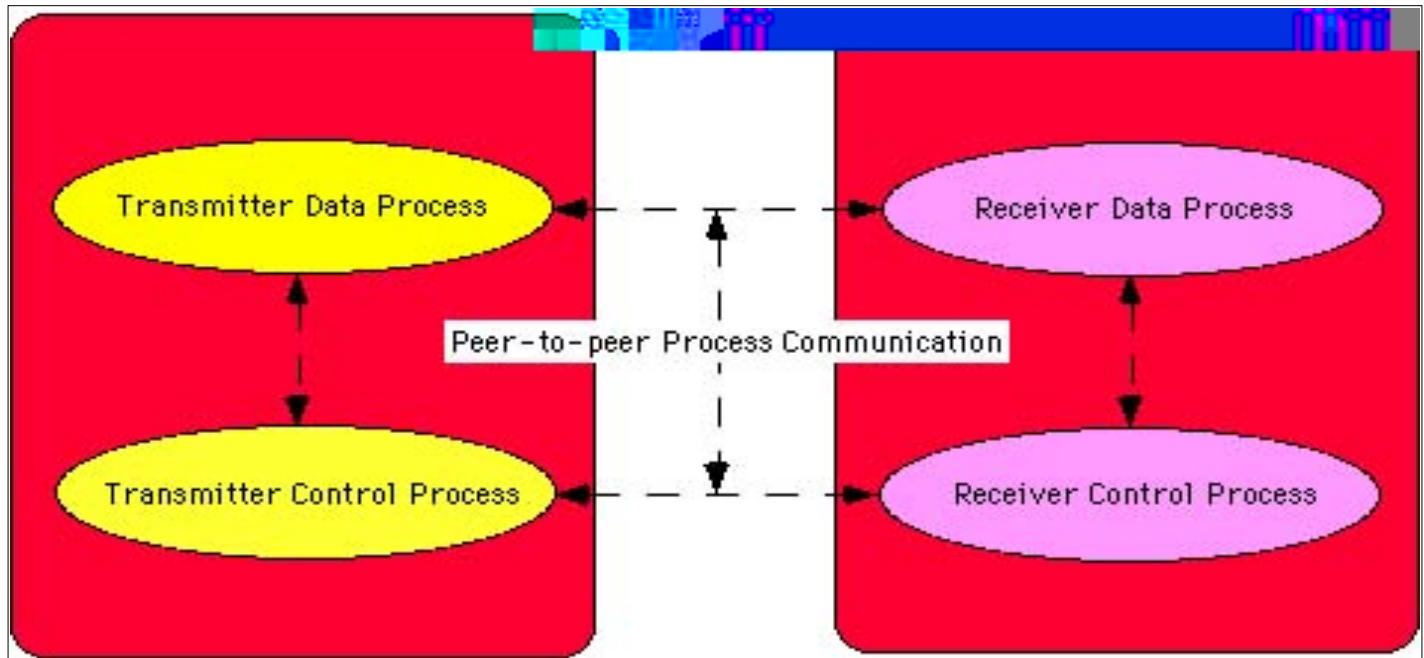 Transmitter Data Process
Receiver Data Process
Peer-to-peer Process Communication
Transmitter Control Process
Receiver Control Process